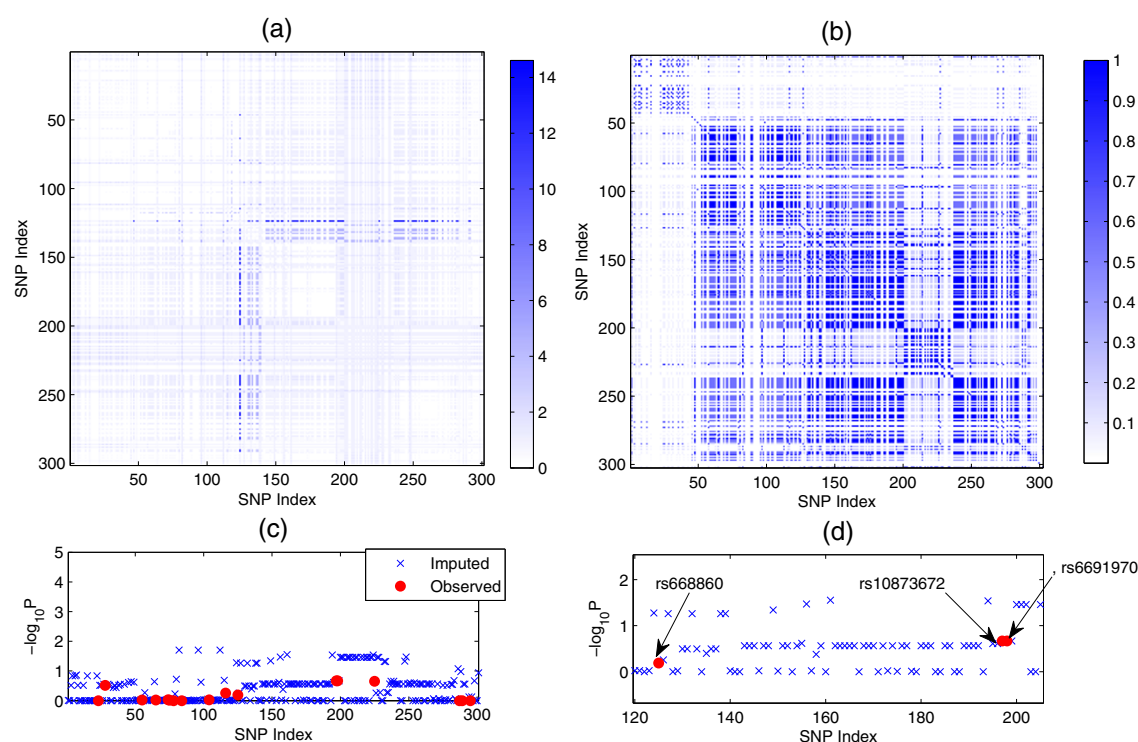 (a)
50
100
150
200
250
300
SNP Index
50 100 150 200 250 300
SNP Index
14
12
10
8
6
4
2
0
(b)
50
100
150
200
250
300
SNP Index
50 100 150 200 250 300
SNP Index
1
0.9
0.8
0.7
0.6
0.5
0.4
0.3
0.2
0.1
(c)
5
4
3
2
1
0
−log10P
0 50 100 150 200 250 300
SNP Index
Imputed
Observed
(d)
2
1
0
−log10P
120 140 160 180 200
SNP Index
rs668860
rs10873672
, rs6691970